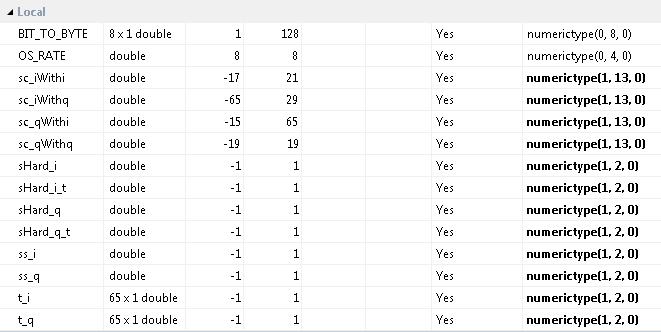 Local
BIT_TO_BYTE 8 x 1 double 1 128 Yes numerictype(0, 8, 0)
OS_RATE double 8 8 Yes numerictype(0, 4, 0)
sc_iWithi double -17 21 Yes numerictype(1, 13, 0)
sc_iWithq double -65 29 Yes numerictype(1, 13, 0)
sc_qWithi double -15 65 Yes numerictype(1, 13, 0)
sc_qWithq double -19 19 Yes numerictype(1, 13, 0)
sHard_i double -1 1 Yes numerictype(1, 2, 0)
sHard_i_t double -1 1 Yes numerictype(1, 2, 0)
sHard_q double -1 1 Yes numerictype(1, 2, 0)
sHard_q_t double -1 1 Yes numerictype(1, 2, 0)
ss_i double -1 1 Yes numerictype(1, 2, 0)
ss_q double -1 1 Yes numerictype(1, 2, 0)
t_i 65 x 1 double -1 1 Yes numerictype(1, 2, 0)
t_q 65 x 1 double -1 1 Yes numerictype(1, 2, 0)